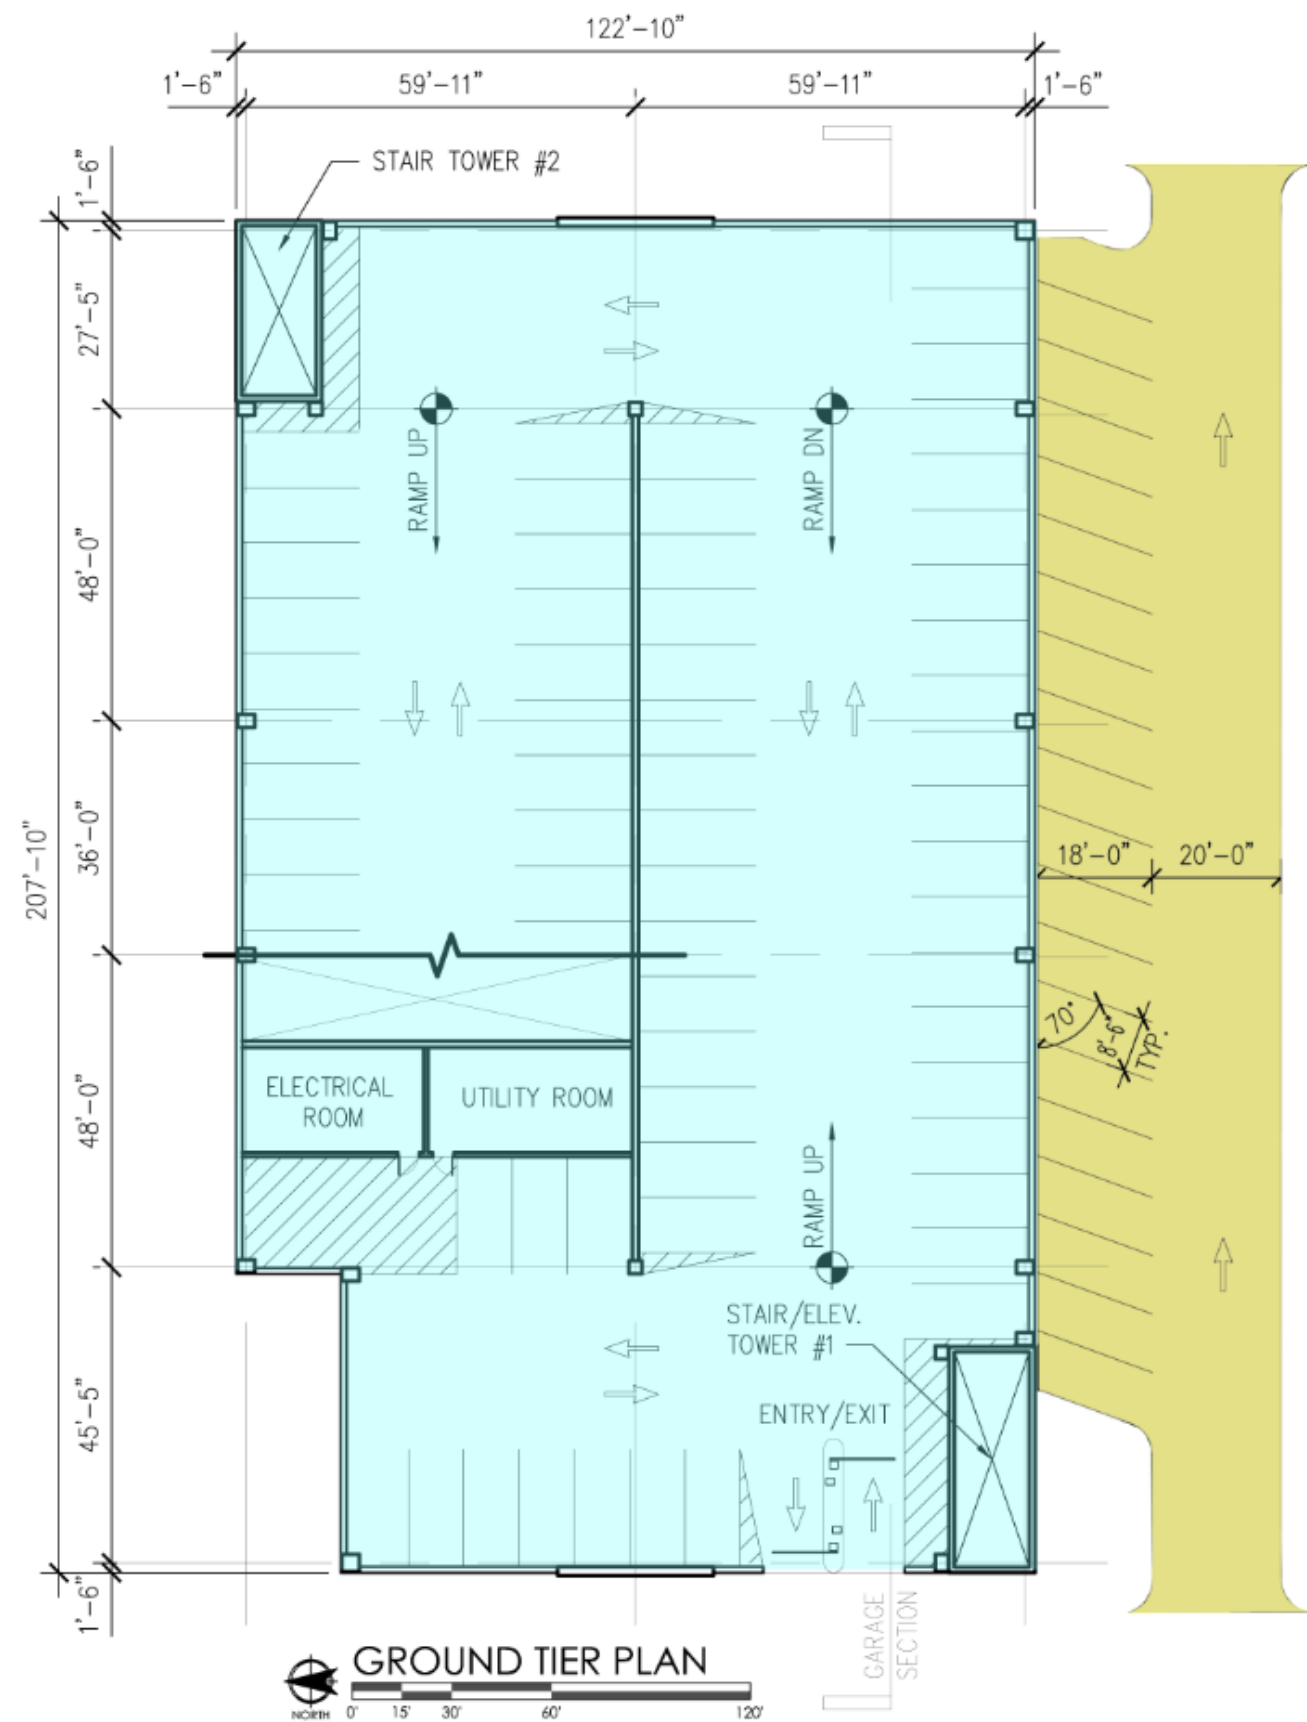 122'-10"
1'-6"
59'-11"
59'-11"
1'-6"
STAIR TOWER #2
1'-6"
27'-5"
48'-0"
36'-0"
48'-0"
45'-5"
1'-6"
207'-10"
RAMP UP
RAMP DN
18'-0"
20'-0"
70°
8'-6"
TYP.
ELECTRICAL
ROOM
UTILITY ROOM
RAMP UP
STAIR/ELEV.
TOWER #1
ENTRY/EXIT
GARAGE
SECTION
GROUND TIER PLAN
NORTH
0' 15' 30' 60' 120'